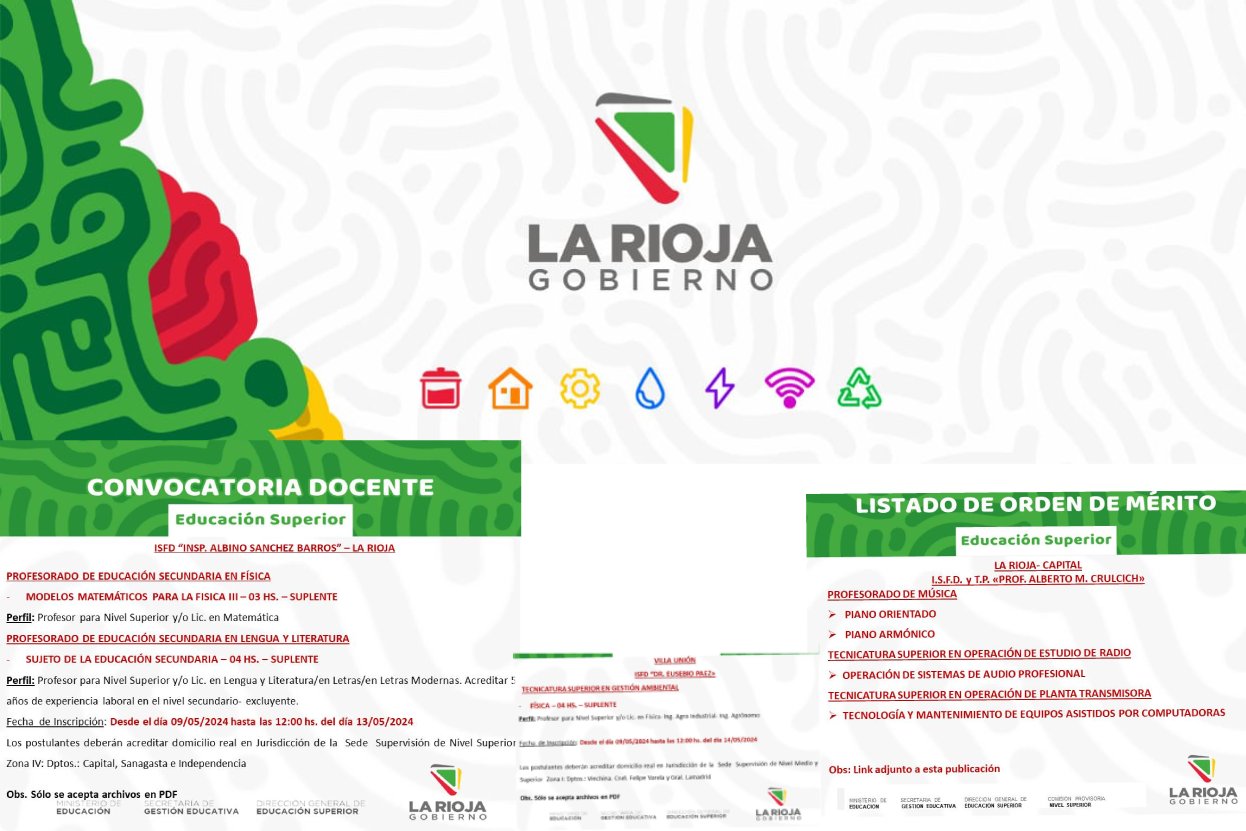 LA RIOJA
GOBIERNO
CONVOCATORIA DOCENTE
Educación Superior
ISFD “INSP. ALBINO SANCHEZ BARROS” – LA RIOJA
PROFESORADO DE EDUCACIÓN SECUNDARIA EN FÍSICA
- MODELOS MATEMÁTICOS PARA LA FISICA III – 03 HS. – SUPLENTE
Perfil: Profesor para Nivel Superior y/o Lic. en Matemática
PROFESORADO DE EDUCACIÓN SECUNDARIA EN LENGUA Y LITERATURA
- SUJETO DE LA EDUCACIÓN SECUNDARIA – 04 HS. – SUPLENTE
Perfil: Profesor para Nivel Superior y/o Lic. en Lengua y Literatura/en Letras/en Letras Modernas. Acreditar 5
años de experiencia laboral en el nivel secundario- excluyente.
Fecha de Inscripción: Desde el día 09/05/2024 hasta las 12:00 hs. del día 13/05/2024
Los postulantes deberán acreditar domicilio real en Jurisdicción de la Sede Supervisión de Nivel Superior
Zona IV: Dptos.: Capital, Sanagasta e Independencia
Obs. Sólo se acepta archivos en PDF
MINISTERIO DE
EDUCACIÓN
SECRETARÍA DE
GESTIÓN EDUCATIVA
DIRECCIÓN GENERAL DE
EDUCACIÓN SUPERIOR
LA RIOJA
GOBIERNO
VILLA UNIÓN
ISFD “DR. EUSEBIO PAEZ»
TECNICATURA SUPERIOR EN GESTIÓN AMBIENTAL
- FÍSICA – 04 HS. – SUPLENTE
Perfil: Profesor para Nivel Superior y/o Lic. en Física- Ing. Agro Industrial- Ing. Agrónomo
Fecha de Inscripción: Desde el día 09/05/2024 hasta las 12:00 hs. del día 14/05/2024
Los postulantes deberán acreditar domicilio real en Jurisdicción de la Sede Supervisión de Nivel Medio y
Superior Zona I: Dptos.: Vinchina, Cnel. Felipe Varela y Gral. Lamadrid
Obs. Sólo se acepta archivos en PDF
EDUCACIÓN
GESTIÓN EDUCATIVA
EDUCACIÓN SUPERIOR
LA RIOJA
GOBIERNO
LISTADO DE ORDEN DE MÉRITO
Educación Superior
LA RIOJA- CAPITAL
I.S.F.D. y T.P. «PROF. ALBERTO M. CRULCICH»
PROFESORADO DE MÚSICA
➢ PIANO ORIENTADO
➢ PIANO ARMÓNICO
TECNICATURA SUPERIOR EN OPERACIÓN DE ESTUDIO DE RADIO
➢ OPERACIÓN DE SISTEMAS DE AUDIO PROFESIONAL
TECNICATURA SUPERIOR EN OPERACIÓN DE PLANTA TRANSMISORA
➢ TECNOLOGÍA Y MANTENIMIENTO DE EQUIPOS ASISTIDOS POR COMPUTADORAS
Obs: Link adjunto a esta publicación
MINISTERIO DE
EDUCACIÓN
SECRETARÍA DE
GESTIÓN EDUCATIVA
DIRECCIÓN GENERAL DE
EDUCACIÓN SUPERIOR
COMISIÓN PROVISORIA
NIVEL SUPERIOR
LA RIOJA
GOBIERNO